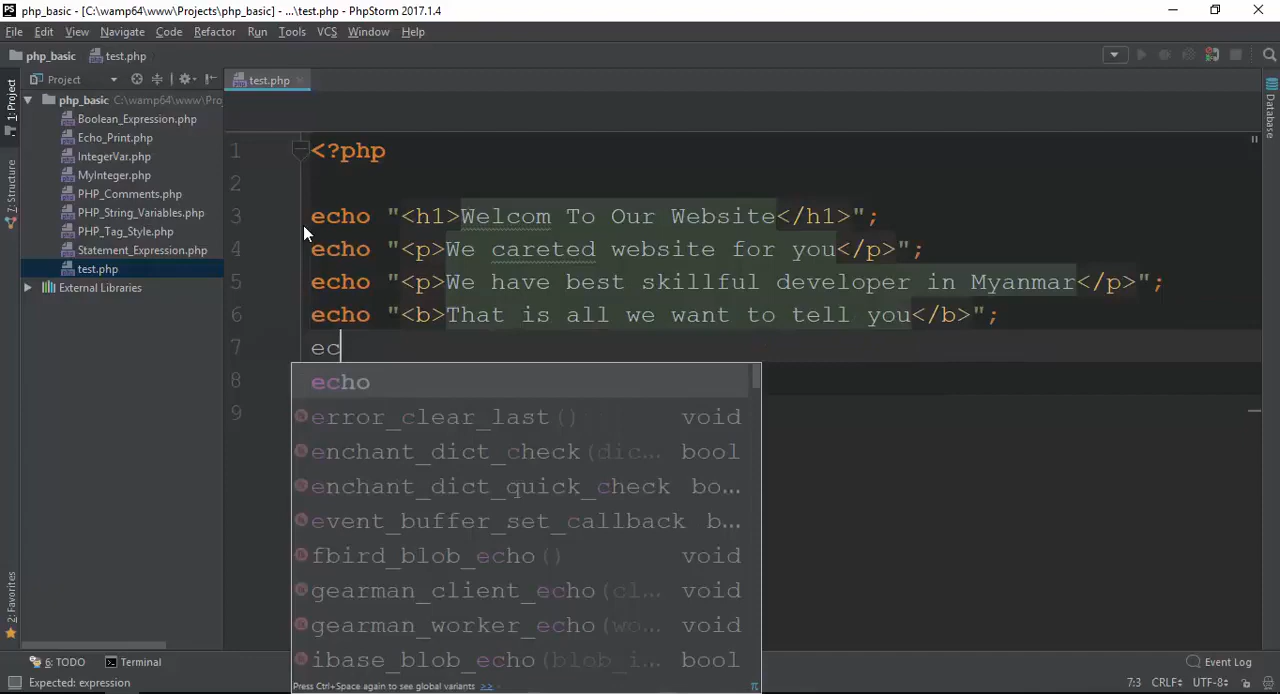 php_basic - [C:\wamp64\www\Projects\php_basic] - ...\test.php - PhpStorm 2017.1.4
File Edit View Navigate Code Refactor Run Tools VCS Window Help
php_basic test.php
Project test.php
1: Project
php_basic C:\wamp64\www\Pro
Boolean_Expression.php
Echo_Print.php
IntegerVar.php
MyInteger.php
PHP_Comments.php
PHP_String_Variables.php
PHP_Tag_Style.php
Statement_Expression.php
test.php
External Libraries
7: Structure
2: Favorites
Database
1 <?php
2
3 echo "<h1>Welcom To Our Website</h1>";
4 echo "<p>We careted website for you</p>";
5 echo "<p>We have best skillful developer in Myanmar</p>";
6 echo "<b>That is all we want to tell you</b>";
7 ec
8
9
echo
error_clear_last() void
enchant_dict_check(dic... bool
enchant_dict_quick_check bo...
event_buffer_set_callback b...
fbird_blob_echo() void
gearman_client_echo(cl... void
gearman_worker_echo(wo... void
ibase_blob_echo(blob_i... bool
Press Ctrl+Space again to see global variants >>
π
6: TODO Terminal Event Log
Expected: expression 7:3 CRLF UTF-8